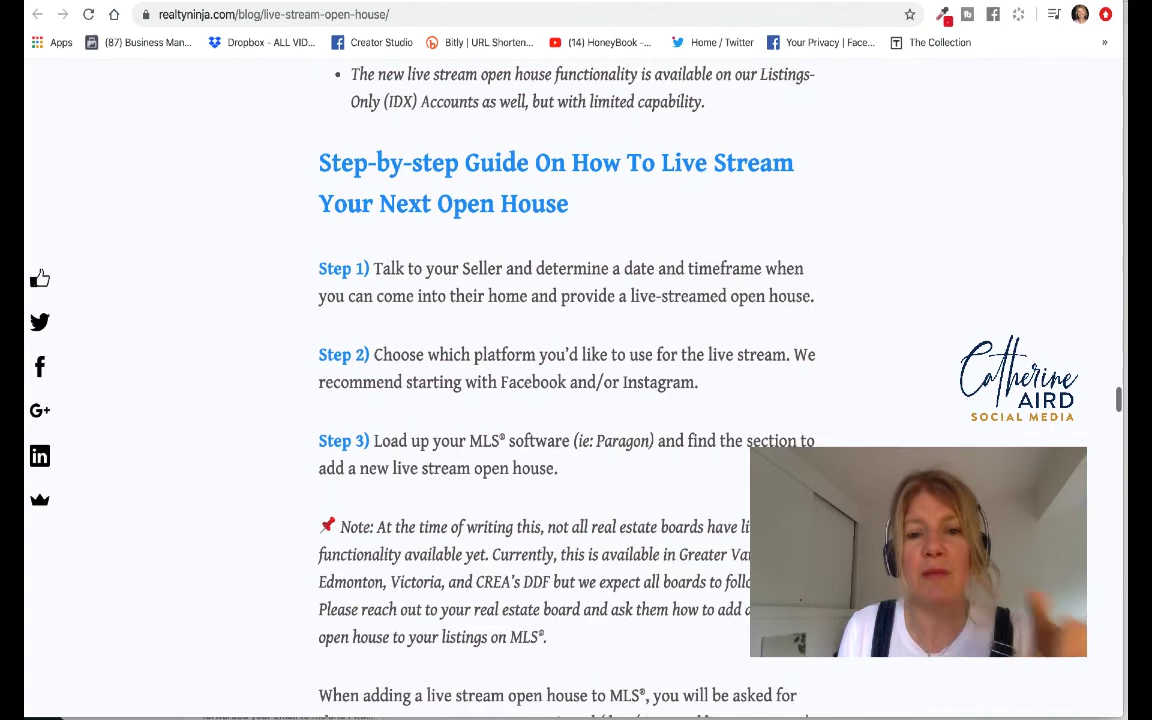 realtyninja.com/blog/live-stream-open-house/
Apps (87) Business Man... Dropbox - ALL VID... Creator Studio Bitly | URL Shorten... (14) HoneyBook -... Home / Twitter Your Privacy | Face... The Collection »
• The new live stream open house functionality is available on our Listings-
Only (IDX) Accounts as well, but with limited capability.
Step-by-step Guide On How To Live Stream
Your Next Open House
Step 1) Talk to your Seller and determine a date and timeframe when
you can come into their home and provide a live-streamed open house.
Step 2) Choose which platform you’d like to use for the live stream. We
recommend starting with Facebook and/or Instagram.
Step 3) Load up your MLS® software (ie: Paragon) and find the section to
add a new live stream open house.
Note: At the time of writing this, not all real estate boards have
functionality available yet. Currently, this is available in Greater
Edmonton, Victoria, and CREA’s DDF but we expect all boards to
Please reach out to your real estate board and ask them how to add
open house to your listings on MLS®.
When adding a live stream open house to MLS®, you will be asked for
Catherine
AIRD
SOCIAL MEDIA
G+
in